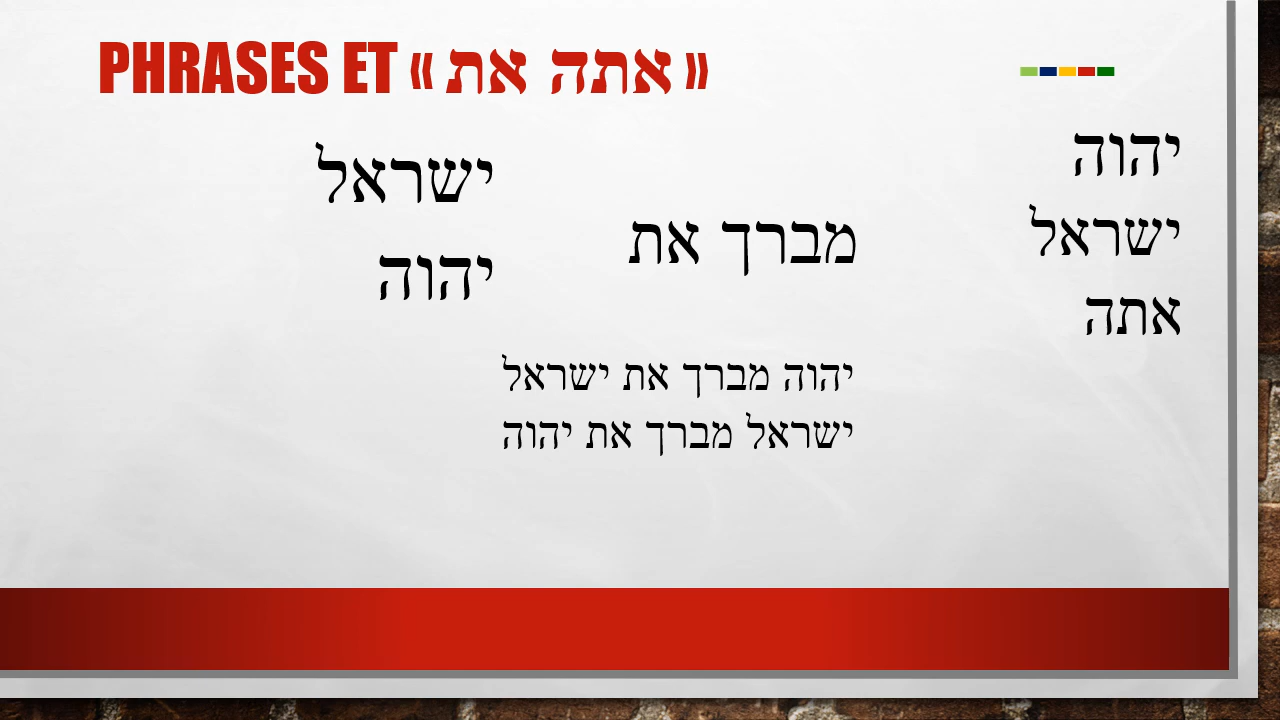 PHRASES ET « אתה את »
יהוה
ישראל
אתה
מברך את
ישראל
יהוה
יהוה מברך את ישראל
ישראל מברך את יהוה